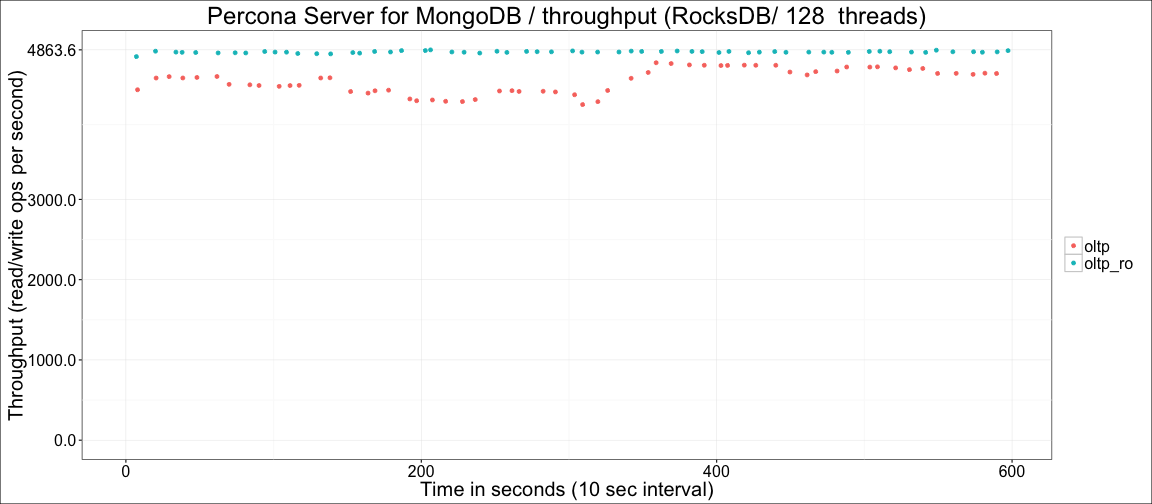 Percona Server for MongoDB / throughput (RocksDB/ 128  threads)
Throughput (read/write ops per second)
4863.6
3000.0
2000.0
1000.0
0.0
oltp
oltp_ro
0 200 400 600
Time in seconds (10 sec interval)